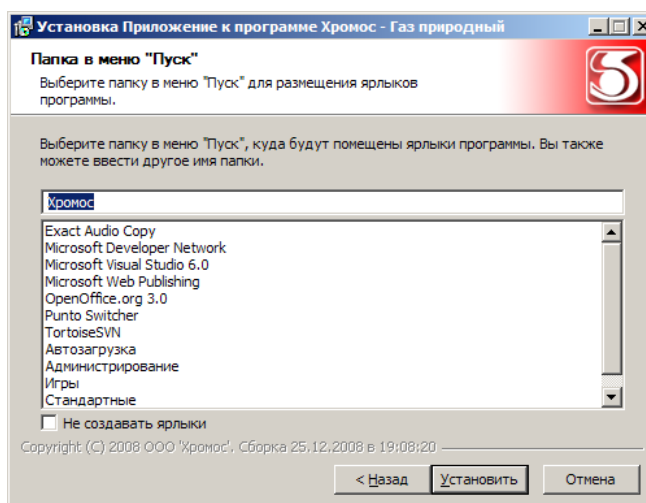 Установка Приложение к программе Хромос - Газ природный
Папка в меню "Пуск"
Выберите папку в меню "Пуск" для размещения ярлыков
программы.
Выберите папку в меню "Пуск", куда будут помещены ярлыки программы. Вы также
можете ввести другое имя папки.
Хромос
Exact Audio Copy
Microsoft Developer Network
Microsoft Visual Studio 6.0
Microsoft Web Publishing
OpenOffice.org 3.0
Punto Switcher
TortoiseSVN
Автозагрузка
Администрирование
Игры
Стандартные
Не создавать ярлыки
Copyright (C) 2008 ООО 'Хромос'. Сборка 25.12.2008 в 19:08:20
< Назад Установить Отмена